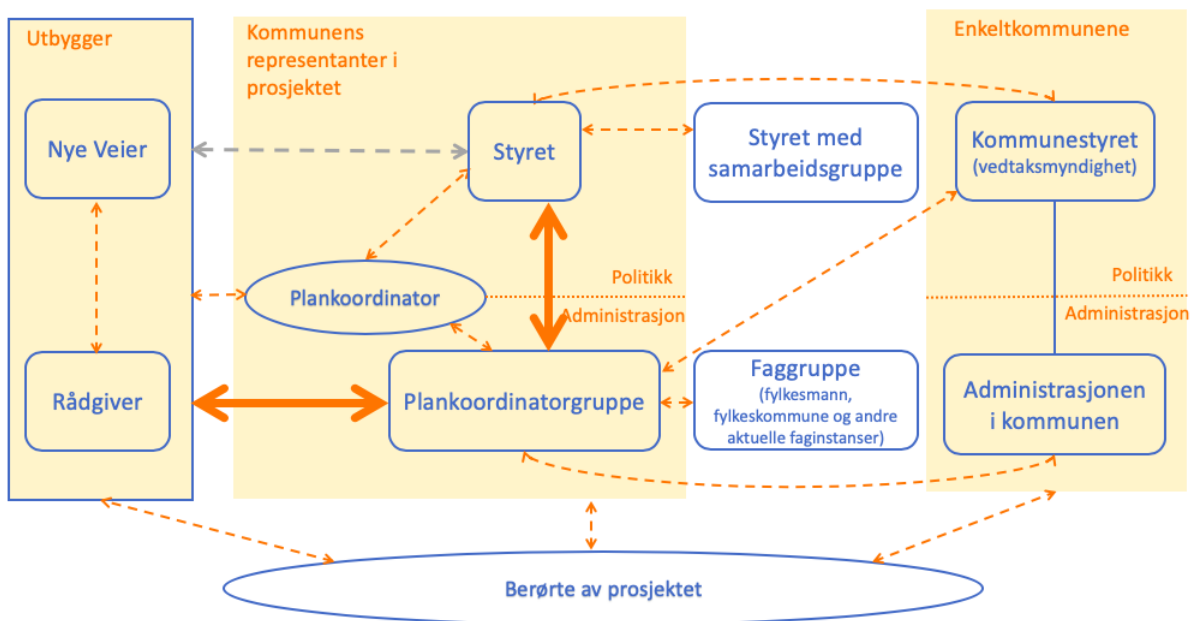 Utbygger
Kommunens
representanter i
prosjektet
Enkeltkommunene
Nye Veier
Styret
Styret med
samarbeidsgruppe
Kommunestyret
(vedtaksmyndighet)
Plankoordinator
Politikk
Administrasjon
Politikk
Administrasjon
Rådgiver
Plankoordinatorgruppe
Faggruppe
(fylkesmann,
fylkeskommune og andre
aktuelle faginstanser)
Administrasjonen
i kommunen
Berørte av prosjektet